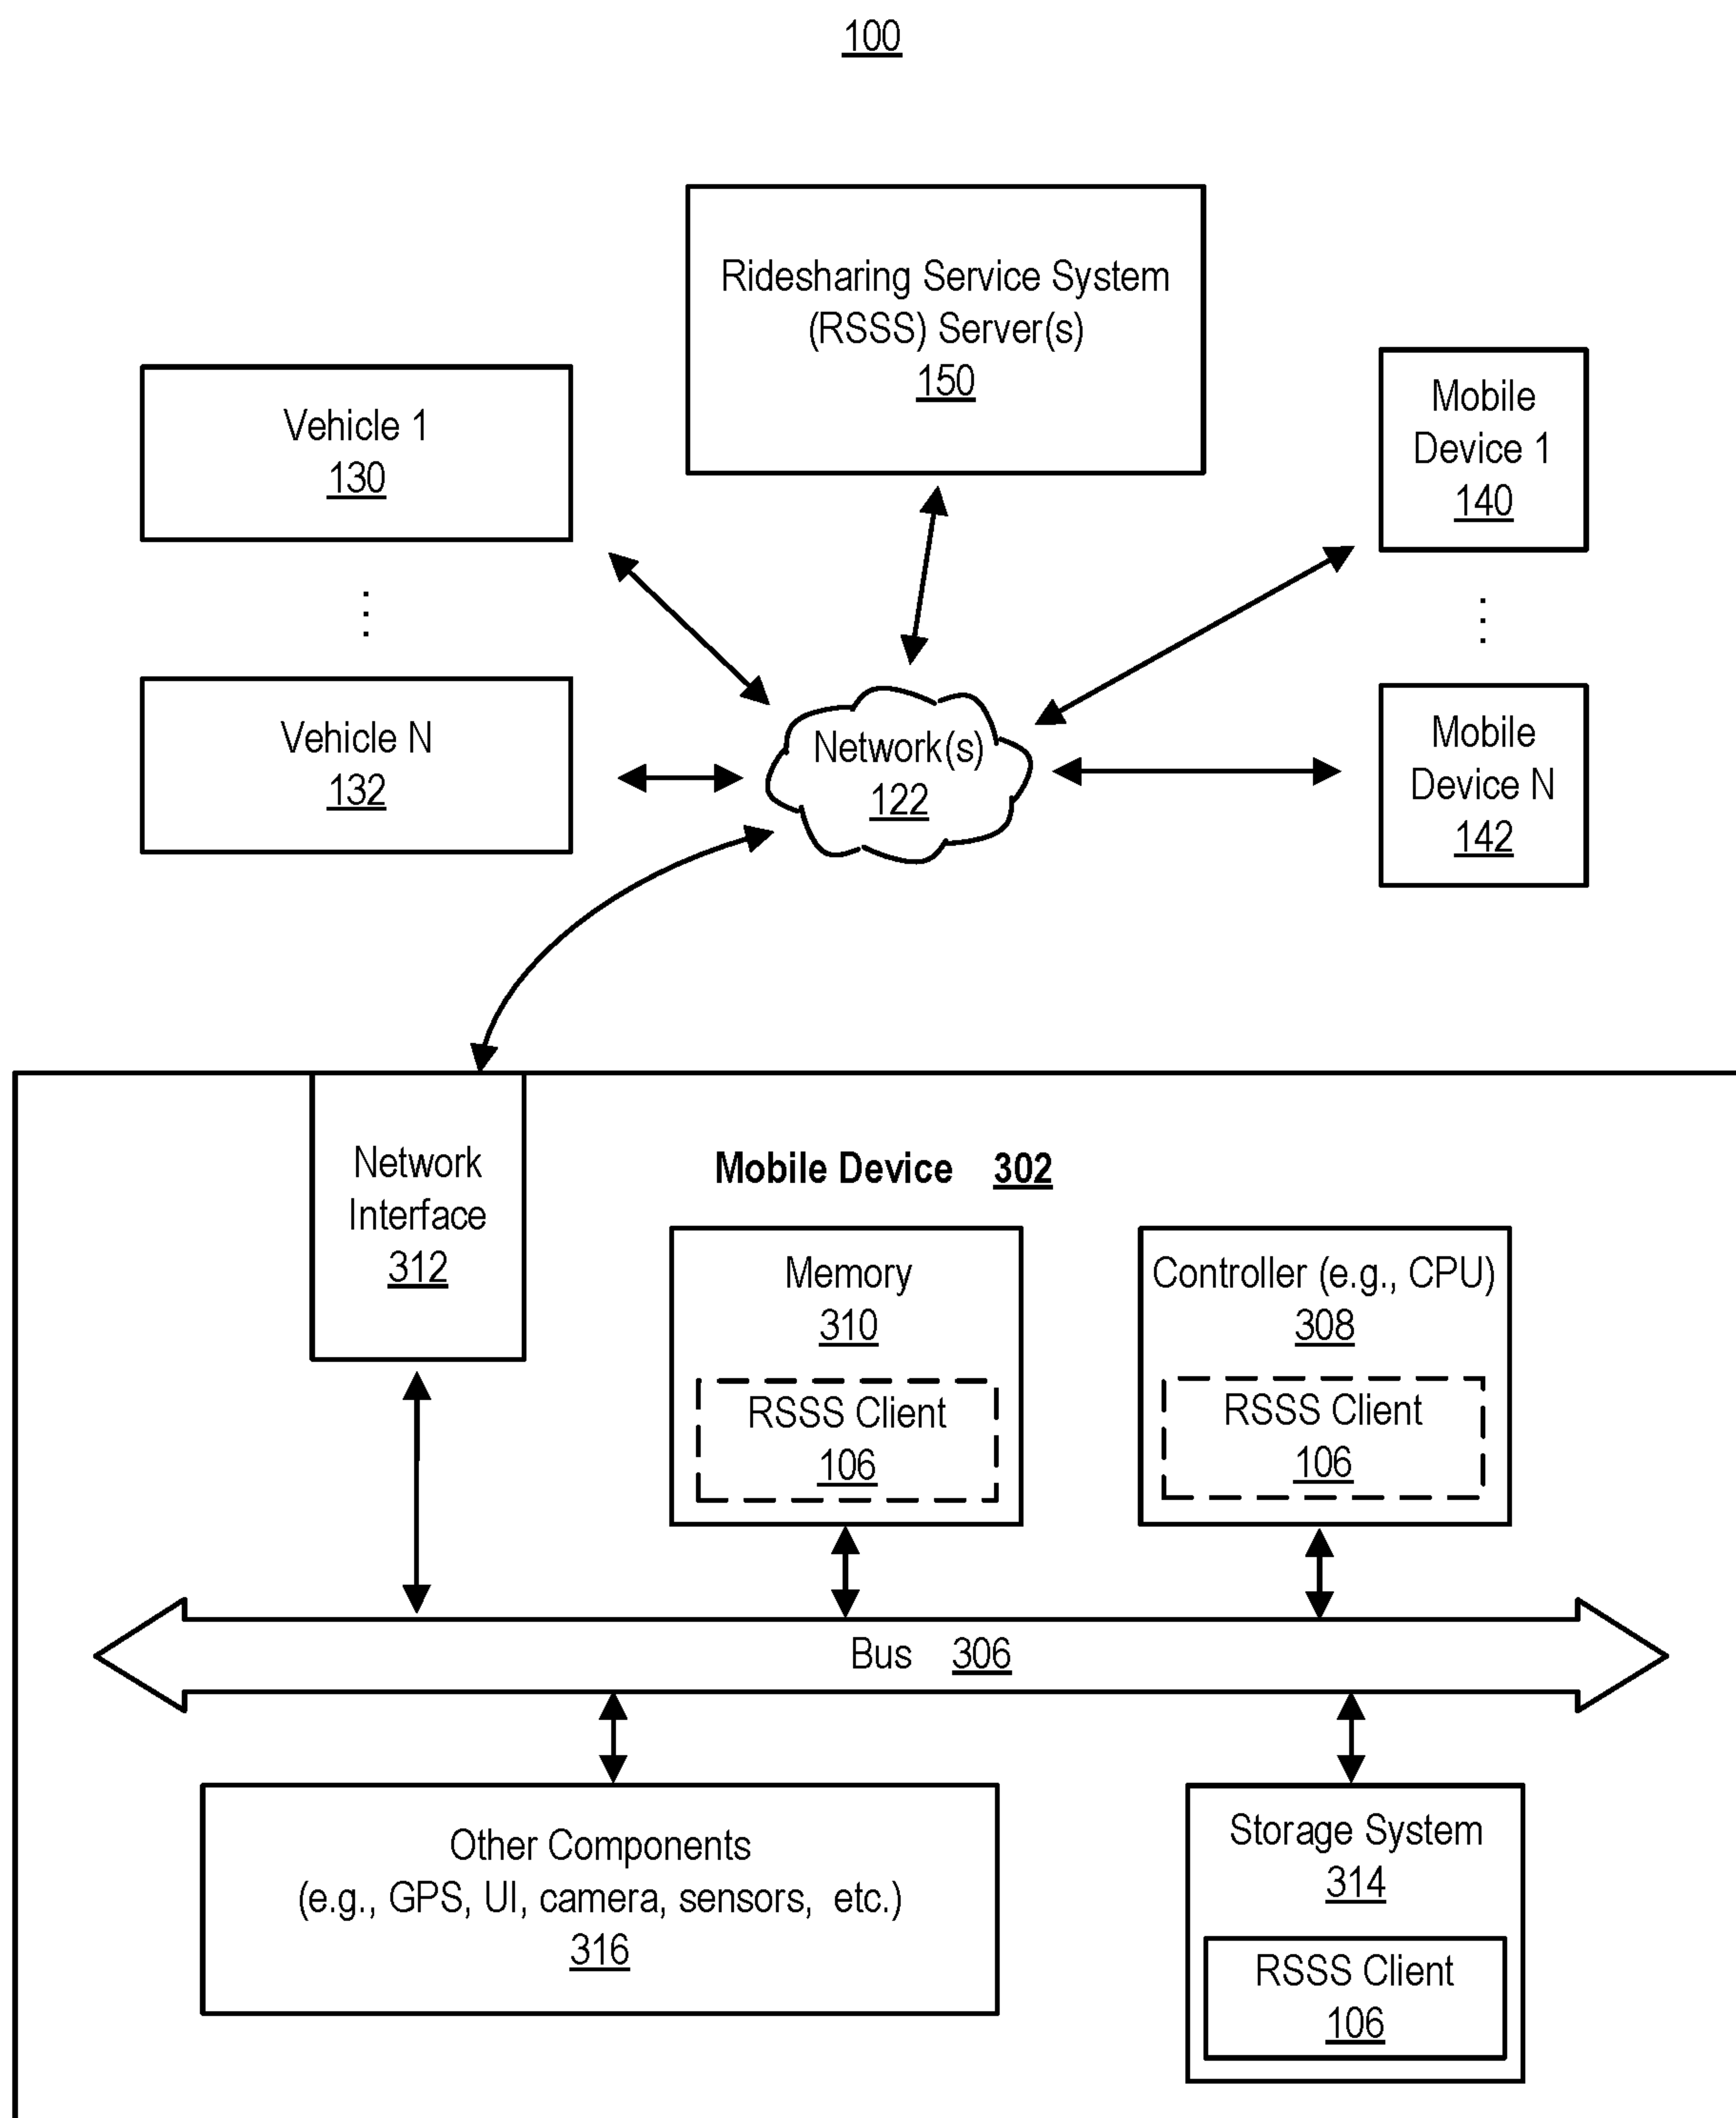 100
Ridesharing Service System
(RSSS) Server(s)
150
Vehicle 1
130
Mobile
Device 1
140
Vehicle N
132
Network(s)
122
Mobile
Device N
142
Network
Interface
312
Mobile Device 302
Memory
310
RSSS Client
106
Controller (e.g., CPU)
308
RSSS Client
106
Bus 306
Other Components
(e.g., GPS, UI, camera, sensors, etc.)
316
Storage System
314
RSSS Client
106